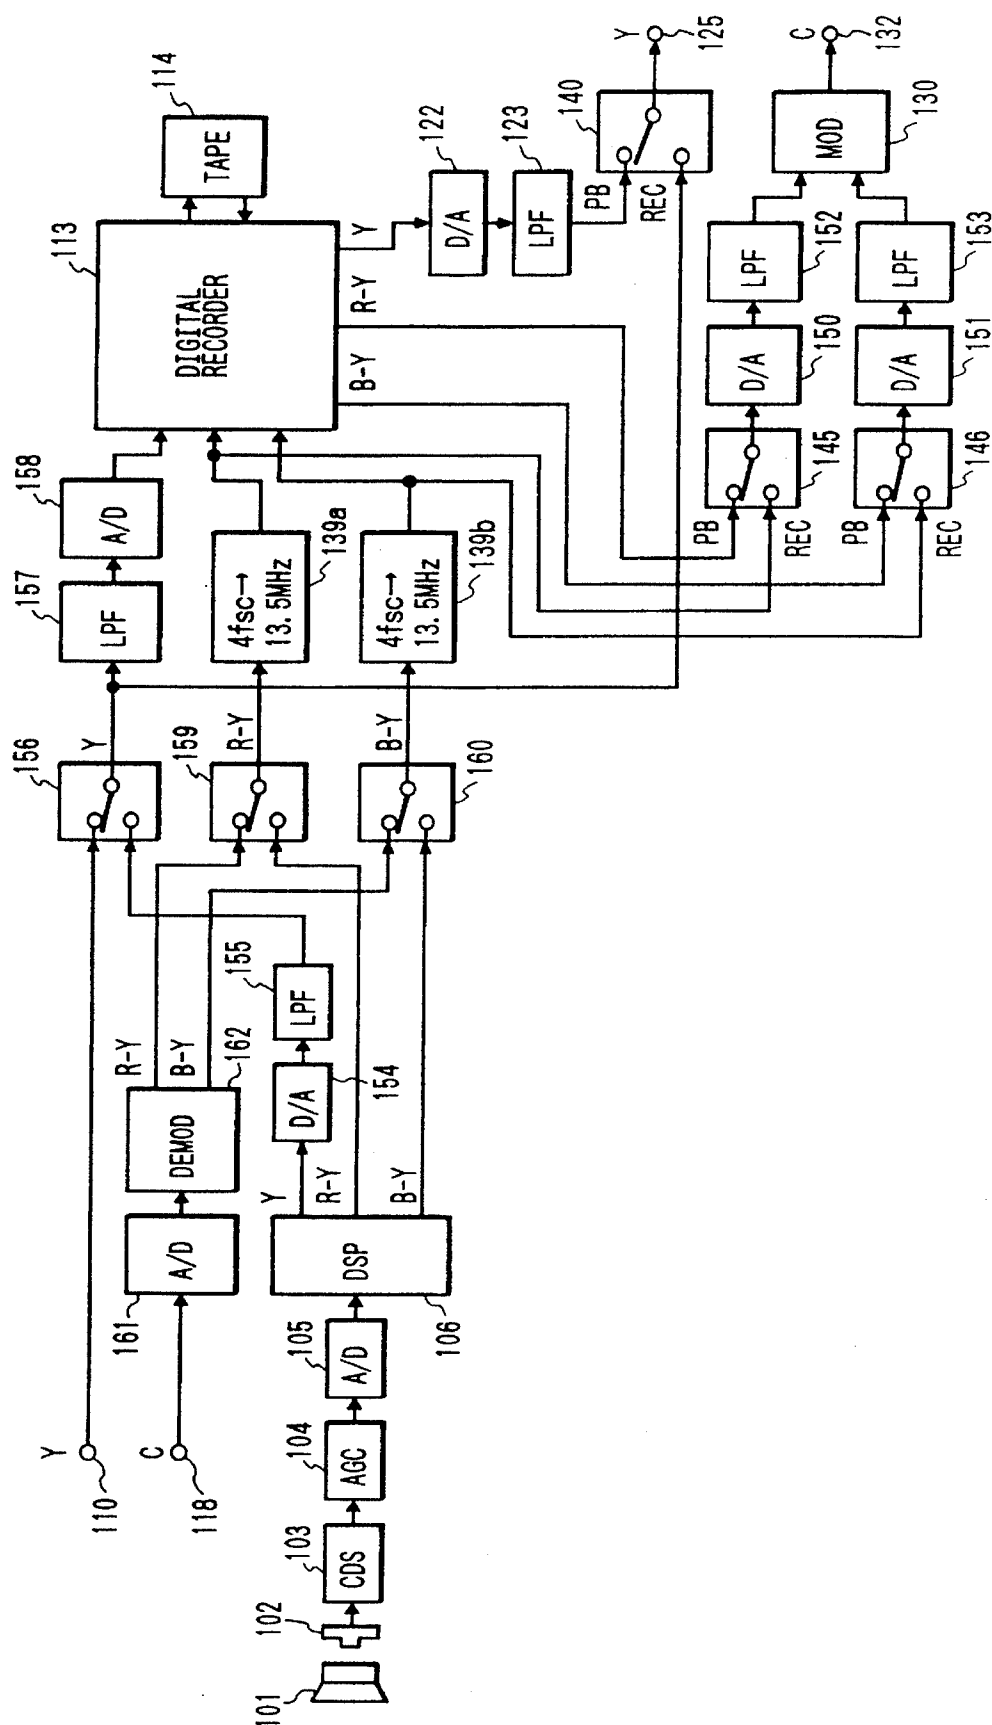 Y
110
C
118
101
102
103
CDS
104
AGC
105
A/D
106
DSP
161
A/D
162
DEMOD
R-Y
B-Y
Y
R-Y
B-Y
D/A
154
155
LPF
156
Y
159
R-Y
160
B-Y
157
LPF
158
A/D
4fsc→
13.5MHz
139a
4fsc→
13.5MHz
139b
113
DIGITAL
RECORDER
114
TAPE
Y
R-Y
B-Y
122
D/A
123
LPF
140
PB
REC
Y
125
PB
REC
145
D/A
150
LPF
152
PB
REC
146
D/A
151
LPF
153
MOD
130
C
132